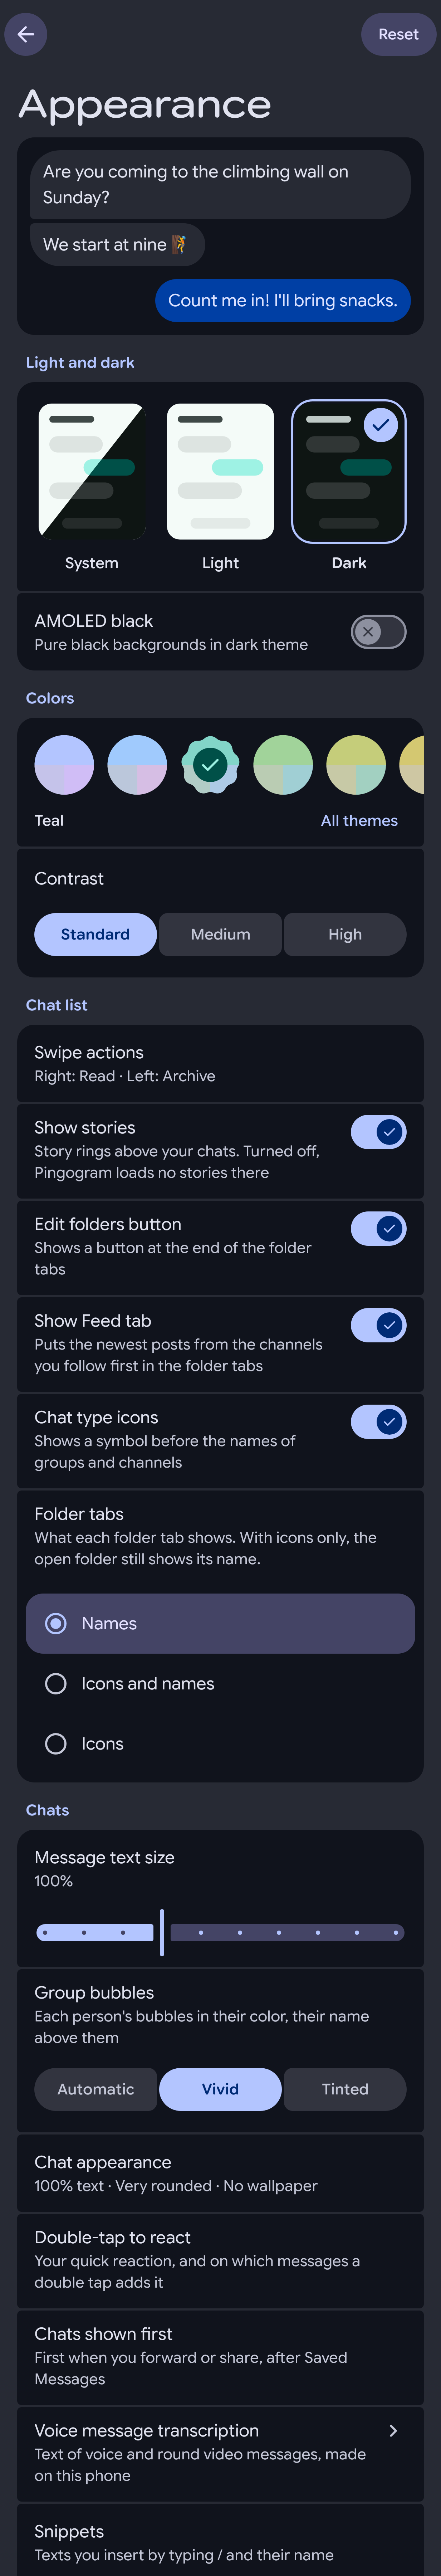 Reset
Appearance
Are you coming to the climbing wall on
Sunday?
We start at nine 🧗
Count me in! I'll bring snacks.
Light and dark
System
Light
Dark
AMOLED black
Pure black backgrounds in dark theme
Colors
Teal
All themes
Contrast
Standard
Medium
High
Chat list
Swipe actions
Right: Read · Left: Archive
Show stories
Story rings above your chats. Turned off,
Pingogram loads no stories there
Edit folders button
Shows a button at the end of the folder
tabs
Show Feed tab
Puts the newest posts from the channels
you follow first in the folder tabs
Chat type icons
Shows a symbol before the names of
groups and channels
Folder tabs
What each folder tab shows. With icons only, the
open folder still shows its name.
Names
Icons and names
Icons
Chats
Message text size
100%
Group bubbles
Each person's bubbles in their color, their name
above them
Automatic
Vivid
Tinted
Chat appearance
100% text · Very rounded · No wallpaper
Double-tap to react
Your quick reaction, and on which messages a
double tap adds it
Chats shown first
First when you forward or share, after Saved
Messages
Voice message transcription
Text of voice and round video messages, made
on this phone
Snippets
Texts you insert by typing / and their name